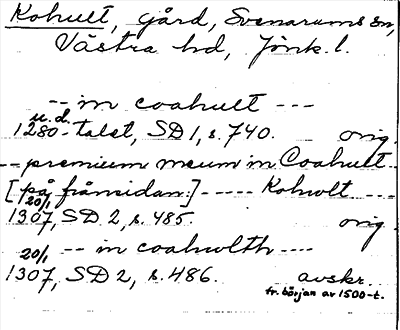 Kohult, gård, Svenarums sn,
Västra hd, Jönk. l.
-- in coahult ---
u. d.
1280-talet, SD 1, s. 740. orig.
-- premium meum in Coahult --
[på frånsidan:] ----- Kohwlt ---
20/1
1307, SD 2, s. 485. orig.
20/1 -- in coahwlth ----
1307, SD 2, s. 486. avskr.
fr. början av 1500-t.